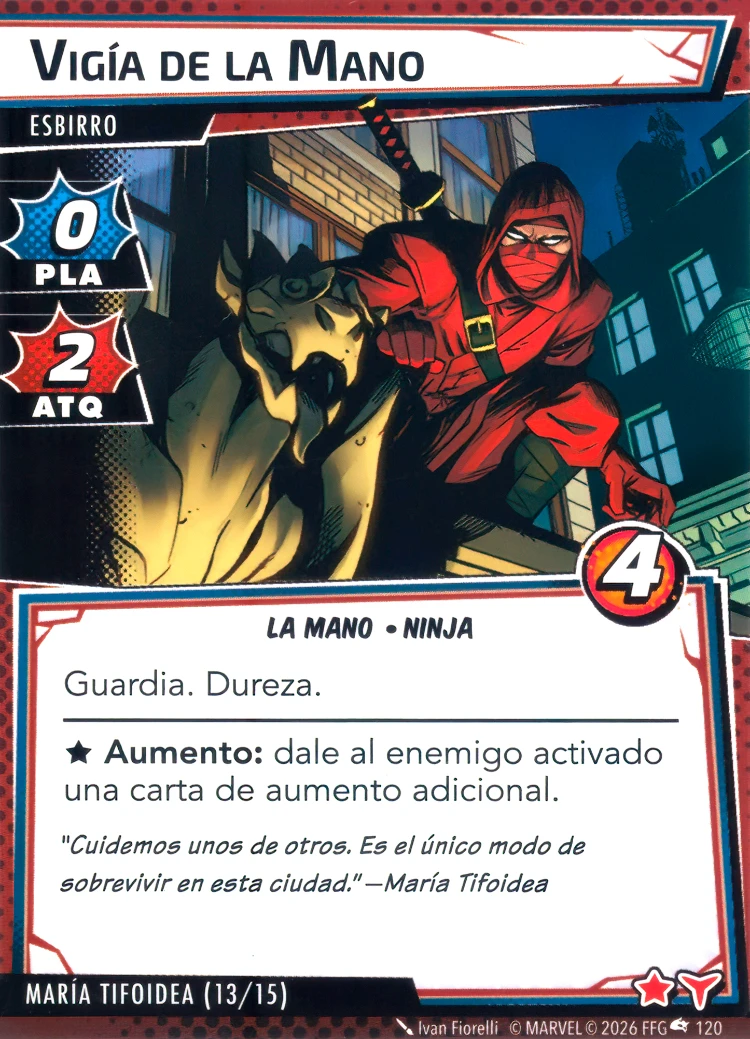 VIGÍA DE LA MANO
ESBIRRO
0
PLA
2
ATQ
4
LA MANO • NINJA
Guardia. Dureza.
★ Aumento: dale al enemigo activado
una carta de aumento adicional.
"Cuidemos unos de otros. Es el único modo de
sobrevivir en esta ciudad." —María Tifoidea
MARÍA TIFOIDEA (13/15)
Ivan Fiorelli © MARVEL © 2026 FFG 120